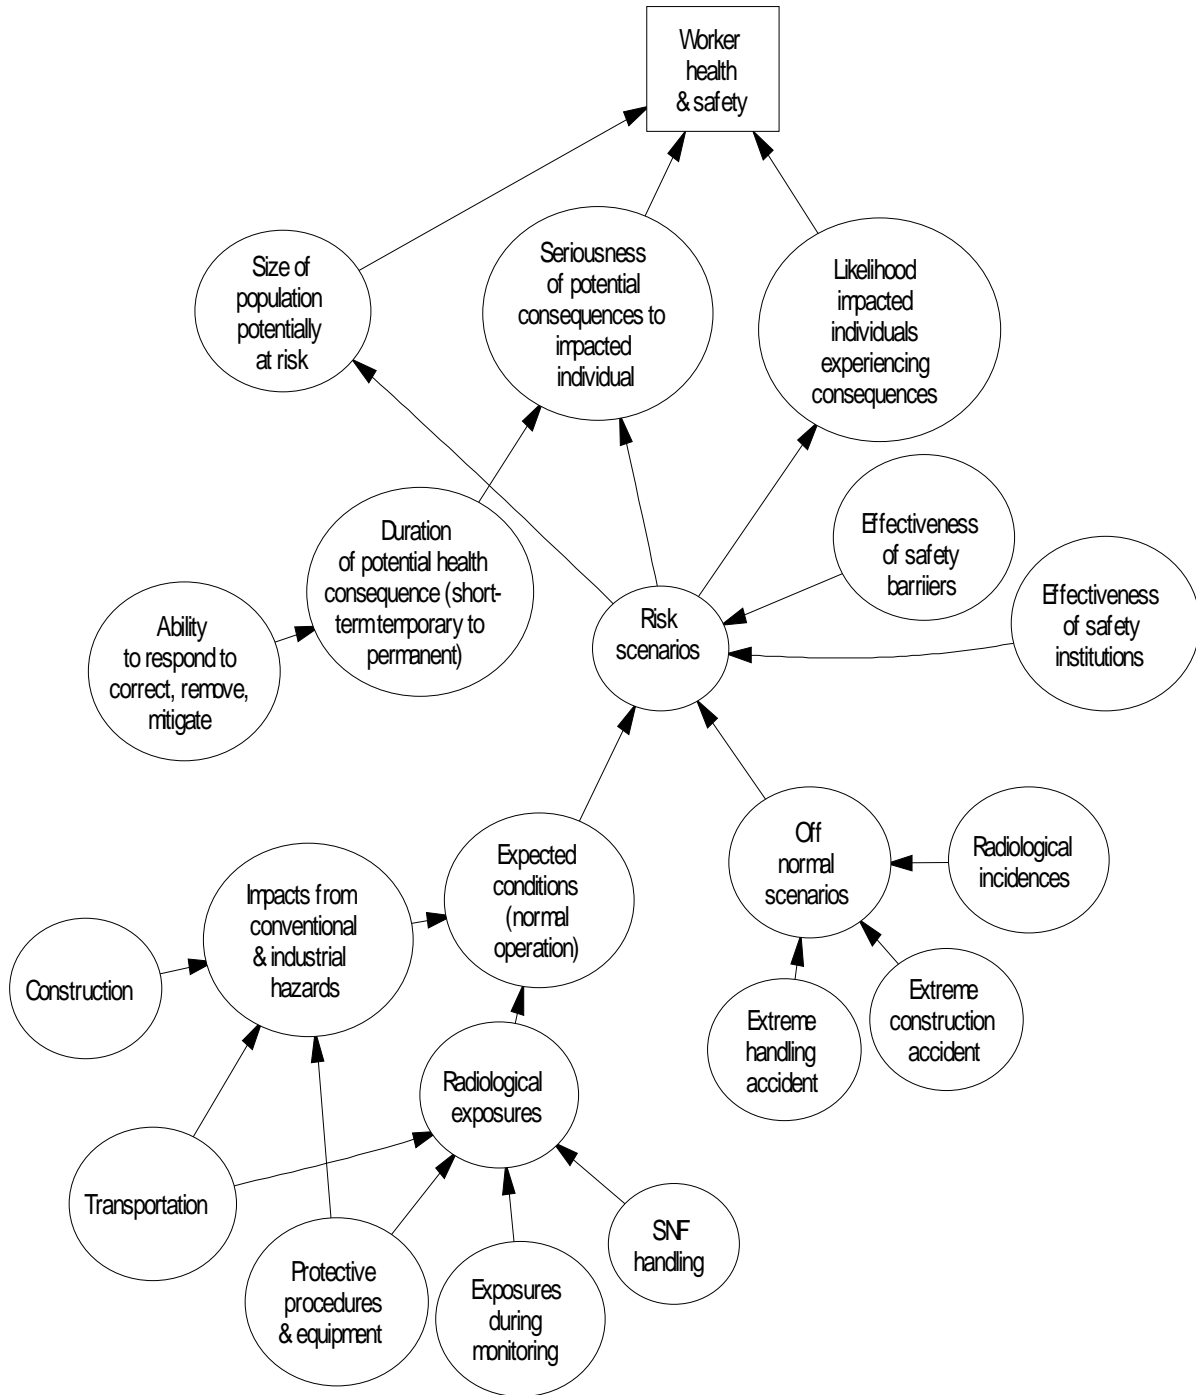 Worker
health
& safety
Size of
population
potentially
at risk
Seriousness
of potential
consequences to
impacted
individual
Likelihood
impacted
individuals
experiencing
consequences
Duration
of potential health
consequence (short-
term temporary to
permanent)
Effectiveness
of safety
barriiers
Effectiveness
of safety
institutions
Ability
to respond to
correct, remove,
mitigate
Risk
scenarios
Impacts from
conventional
& industrial
hazards
Expected
conditions
(normal
operation)
Off
normal
scenarios
Radiological
incidences
Construction
Extreme
handling
accident
Extreme
construction
accident
Radiological
exposures
Transportation
Protective
procedures
& equipment
Exposures
during
monitoring
SNF
handling